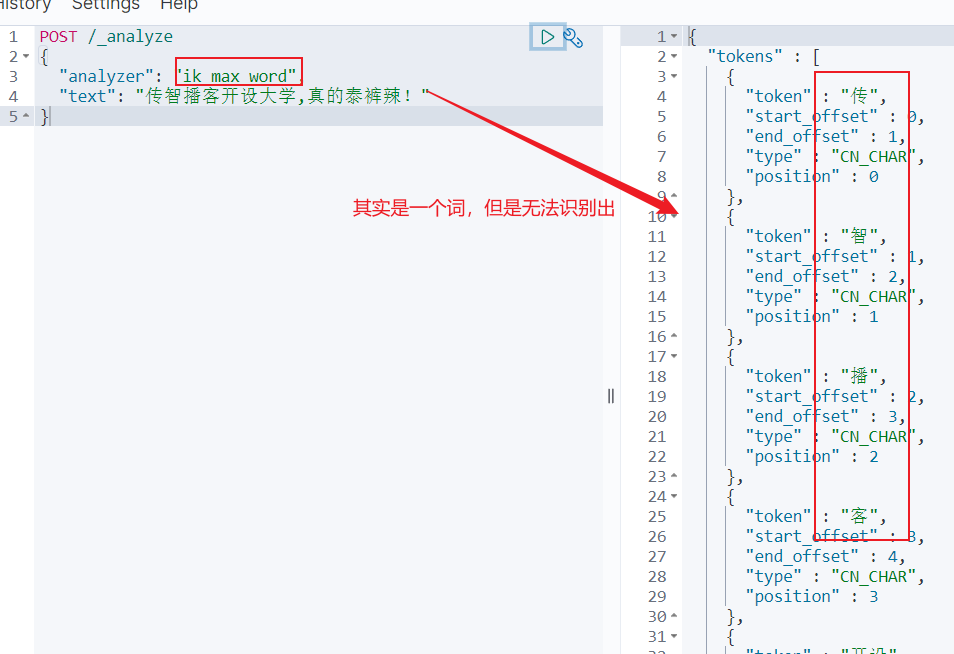 History Settings Help
1 POST /_analyze
2 {
3 "analyzer": "ik_max_word",
4 "text": "传智播客开设大学,真的泰裤辣！"
5 }
其实是一个词，但是无法识别出
1 {
2 "tokens" : [
3 {
4 "token" : "传",
5 "start_offset" : 0,
6 "end_offset" : 1,
7 "type" : "CN_CHAR",
8 "position" : 0
9 },
10 {
11 "token" : "智",
12 "start_offset" : 1,
13 "end_offset" : 2,
14 "type" : "CN_CHAR",
15 "position" : 1
16 },
17 {
18 "token" : "播",
19 "start_offset" : 2,
20 "end_offset" : 3,
21 "type" : "CN_CHAR",
22 "position" : 2
23 },
24 {
25 "token" : "客",
26 "start_offset" : 3,
27 "end_offset" : 4,
28 "type" : "CN_CHAR",
29 "position" : 3
30 },
31 {
32 "token" : "开设"